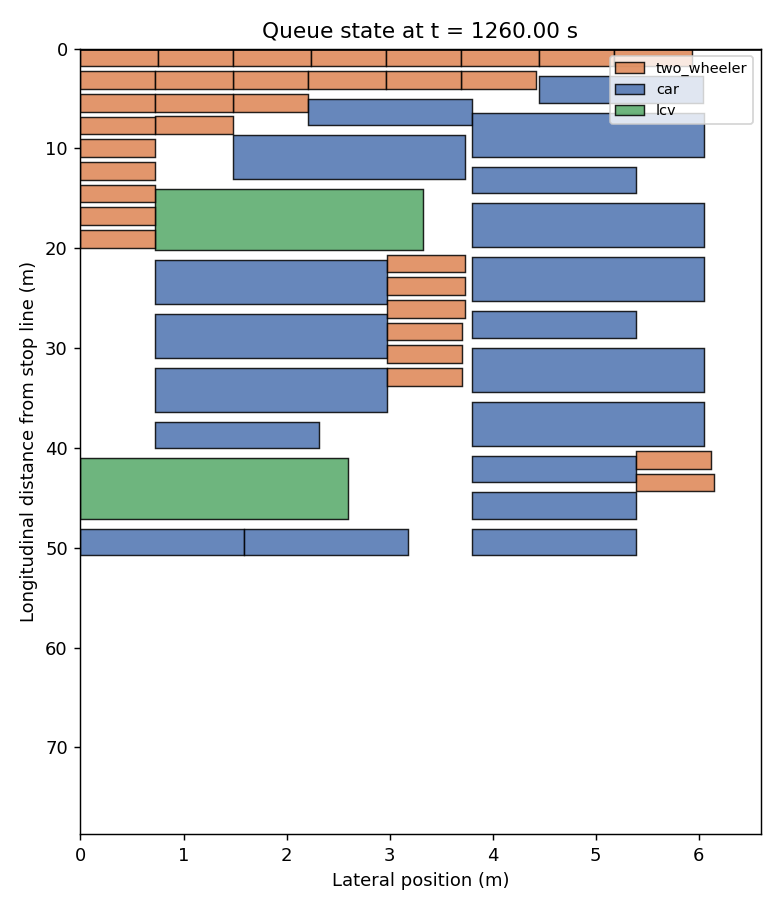 Queue state at t = 1260.00 s
two_wheeler
car
lcv
Longitudinal distance from stop line (m)
0
10
20
30
40
50
60
70
0 1 2 3 4 5 6
Lateral position (m)